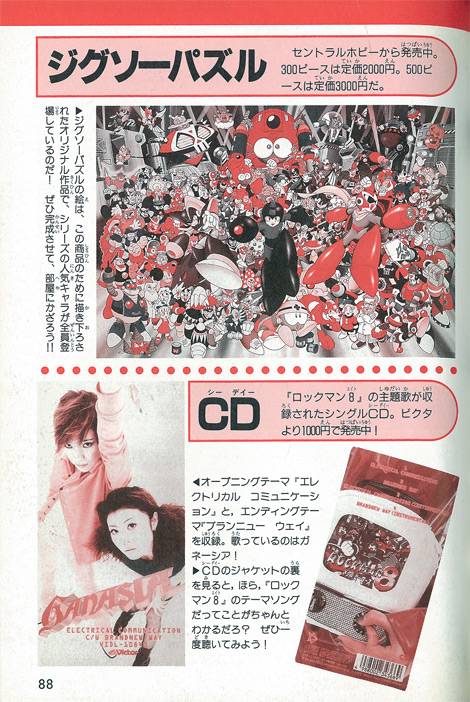 ジグソーパズル
セントラルホビーから発売中。
300ピースは定価2000円。500ピ
ースは定価3000円だ。
▶ジグソーパズルの絵は、この商品のために描き下ろさ
れたオリジナル作品で、シリーズの人気キャラが全員登
場しているのだ! ぜひ完成させて、部屋にかざろう!!
シー ディー
CD
『ロックマン8』の主題歌が収
録されたシングルCD。ビクタ
より1000円で発売中!
◀オープニングテーマ『エレ
クトリカル コミュニケーシ
ョン』と、エンディングテー
マ『ブランニュー ウェイ』
を収録。歌っているのはガ
ネーシア!
▶CDのジャケットの裏
を見ると、ほら、『ロック
マン8』のテーマソング
だってことがちゃんと
わかるだろ? ぜひ一
度聴いてみよう!
GANASIA
ELECTRICAL COMMUNICATION
C/W BRANDNEW WAY
Victor
ELECTRICAL COMMUNICATION
BRANDNEW WAY
ROCKMAN 8
88